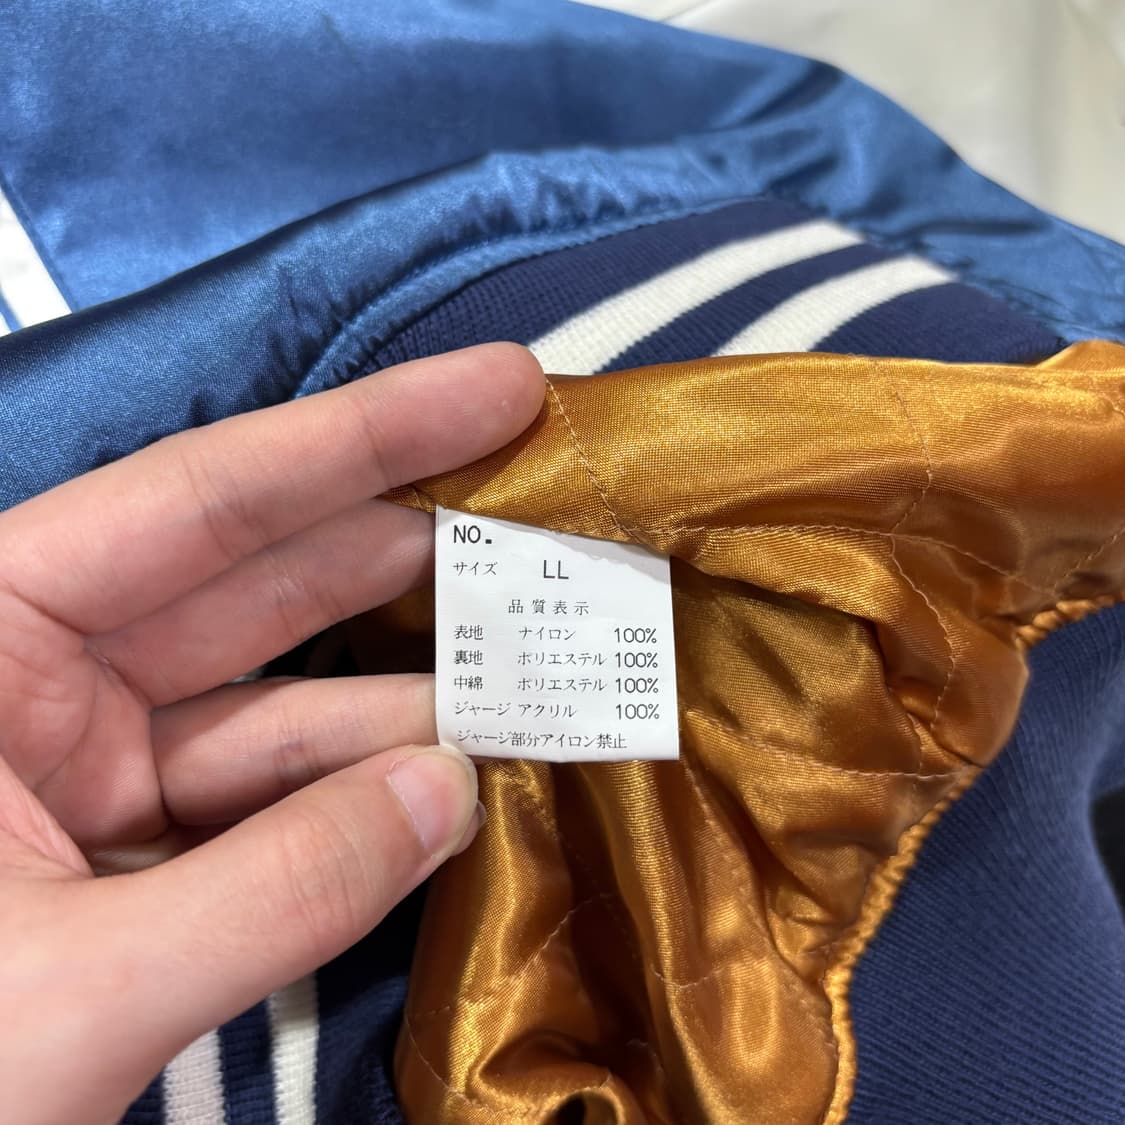 NO.
サイズ LL
品質表示
表地 ナイロン 100%
裏地 ポリエステル 100%
中綿 ポリエステル 100%
ジャージ アクリル 100%
ジャージ部分アイロン禁止